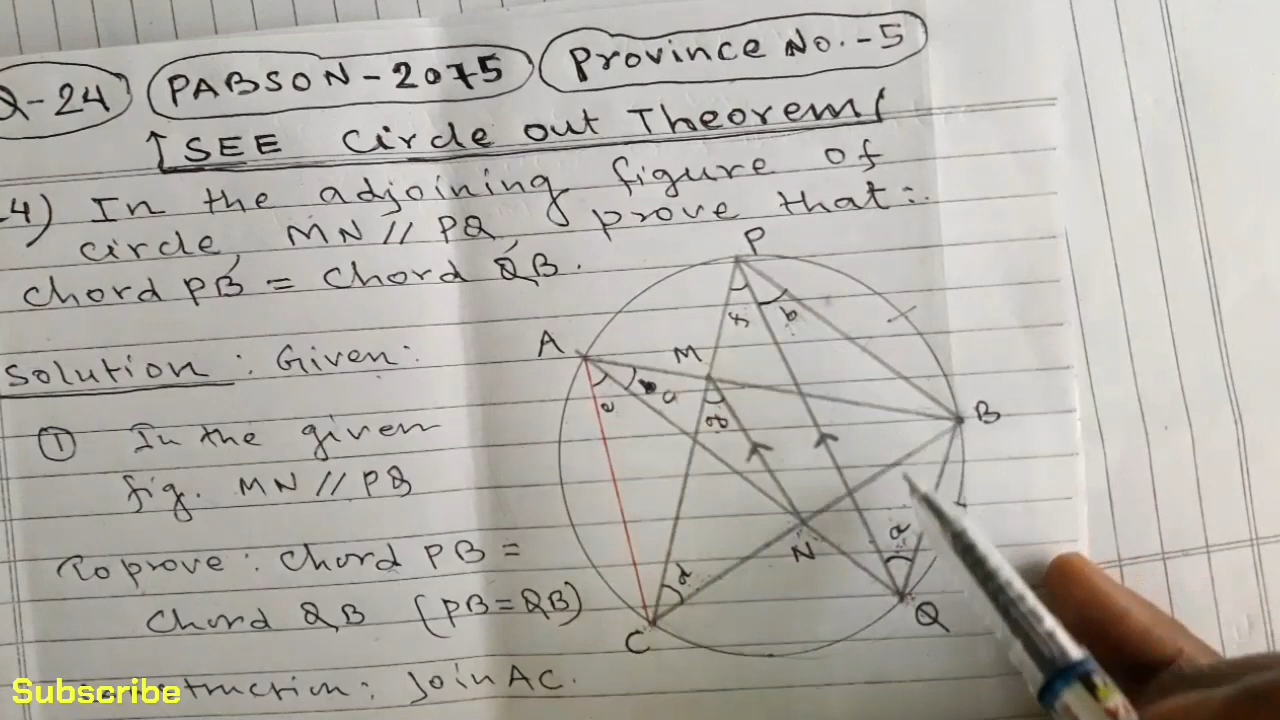 Q-24 PABSON-2075 Province No.-5
SEE Circle out Theorem
4) In the adjoining figure of
circle, MN // PQ, prove that:
chord PB = chord QB.
Solution: Given:
① In the given
fig. MN // PQ
To prove: chord PB =
chord QB (PB=QB)
Join AC.
P
A
M
b
a
B
a
N
d
C
Q
Subscribe